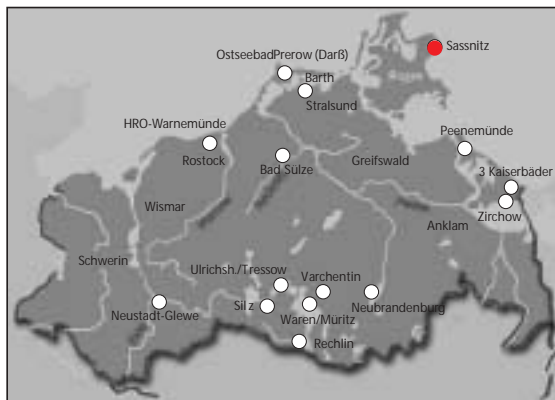 Sassnitz
OstseebadPrerow (Darß)
Barth
Rügen
Stralsund
HRO-Warnemünde
Peenemünde
Rostock
Bad Sülze
Greifswald
3 Kaiserbäder
Wismar
Zirchow
Anklam
Schwerin
Ulrichsh./Tressow
Varchentin
Neustadt-Glewe
Silz
Waren/Müritz
Neubrandenburg
Rechlin